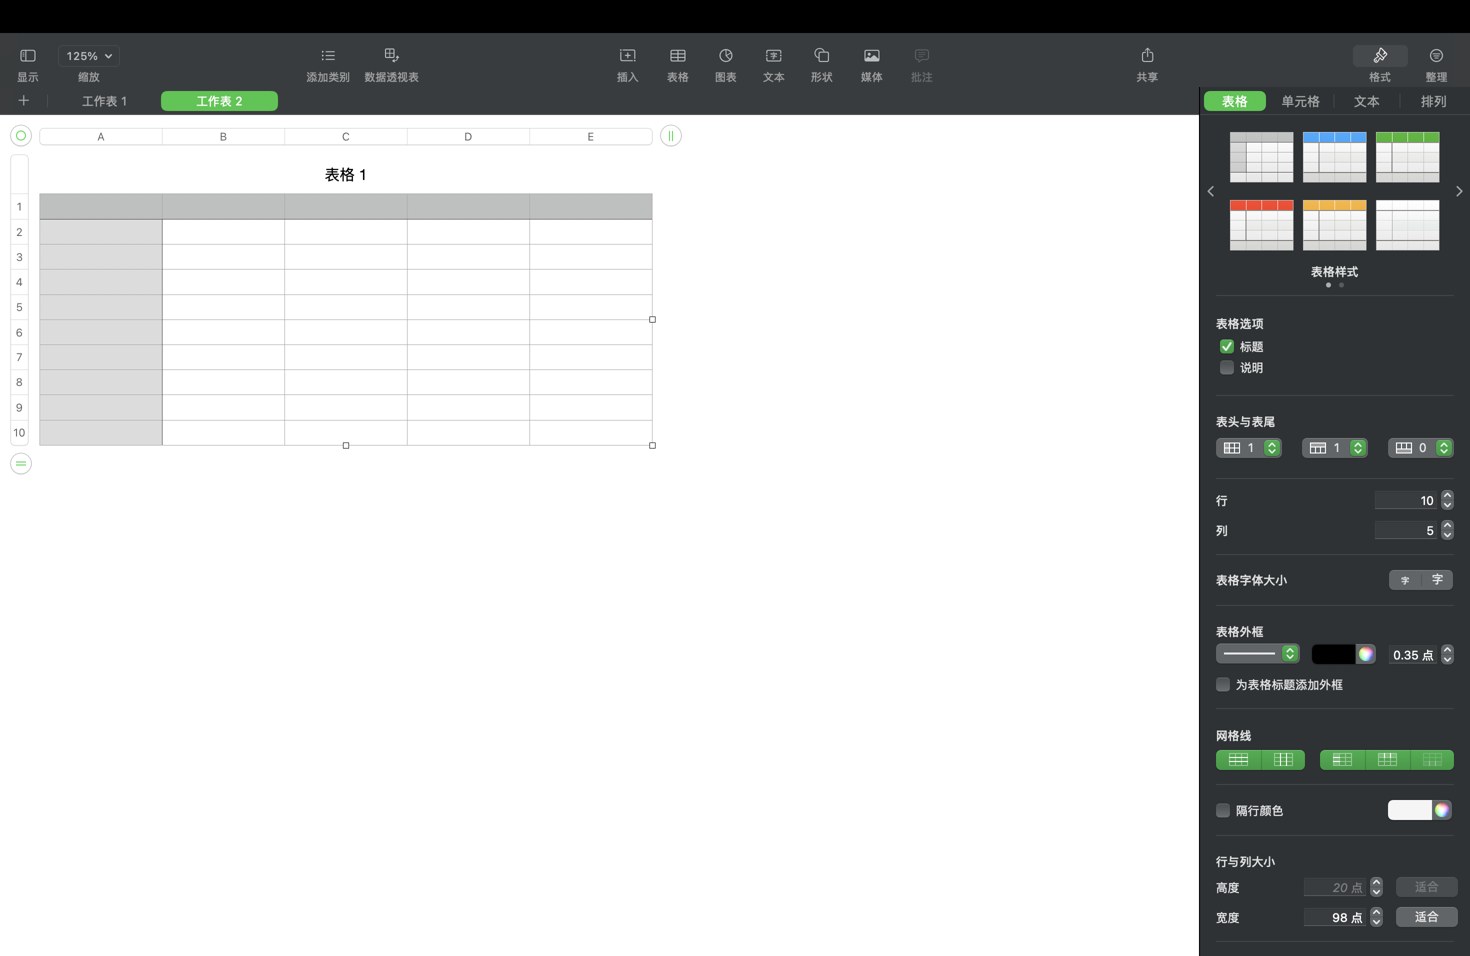 125%
显示
缩放
添加类别
数据透视表
插入
表格
图表
文本
形状
媒体
批注
共享
格式
整理
工作表 1
工作表 2
表格
单元格
文本
排列
A B C D E
表格 1
1
2
3
4
5
6
7
8
9
10
表格样式
表格选项
标题
说明
表头与表尾
1 1 0
行 10
列 5
表格字体大小 字 字
表格外框
0.35 点
为表格标题添加外框
网格线
隔行颜色
行与列大小
高度 20 点 适合
宽度 98 点 适合